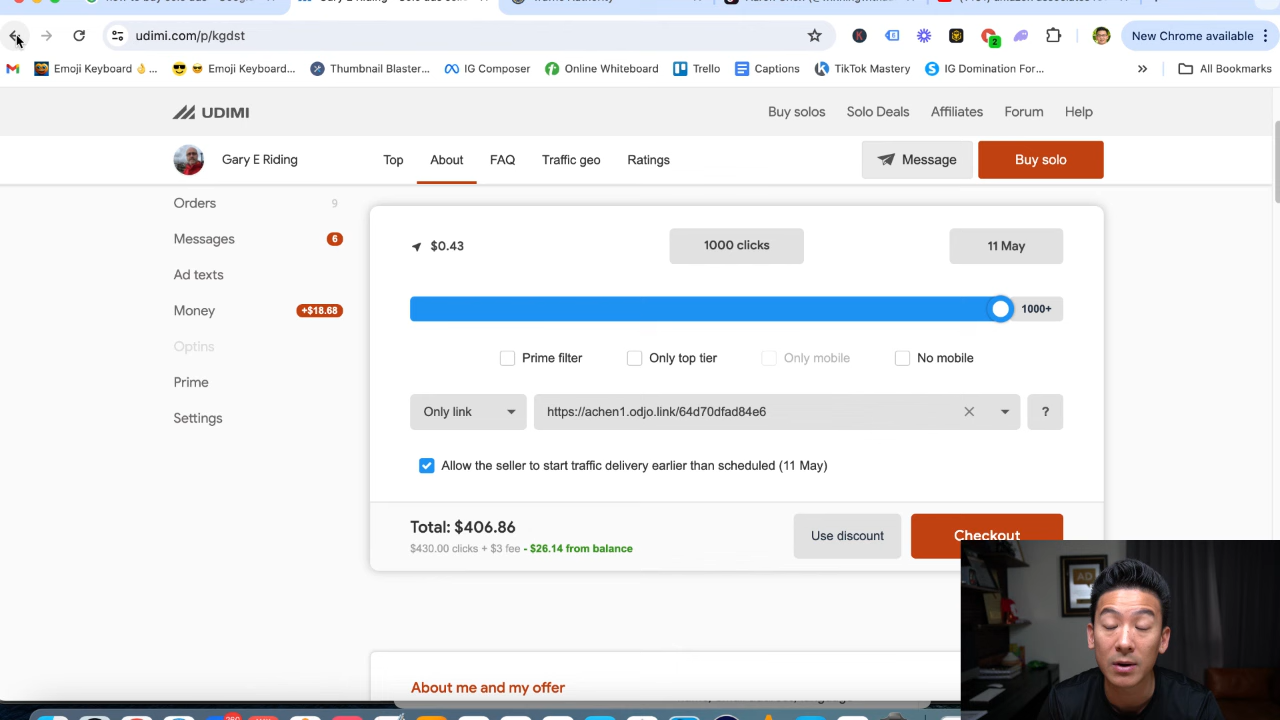 udimi.com/p/kgdst
New Chrome available
Emoji Keyboard 👌 ...
Emoji Keyboard...
Thumbnail Blaster...
IG Composer
Online Whiteboard
Trello
Captions
TikTok Mastery
IG Domination For...
All Bookmarks
UDIMI
Buy solos
Solo Deals
Affiliates
Forum
Help
Gary E Riding
Top
About
FAQ
Traffic geo
Ratings
Message
Buy solo
Orders 9
Messages 6
Ad texts
Money +$18.68
Optins
Prime
Settings
$0.43
1000 clicks
11 May
1000+
Prime filter
Only top tier
Only mobile
No mobile
Only link
https://achen1.odjo.link/64d70dfad84e6
?
Allow the seller to start traffic delivery earlier than scheduled (11 May)
Total: $406.86
$430.00 clicks + $3 fee - $26.14 from balance
Use discount
Checkout
About me and my offer